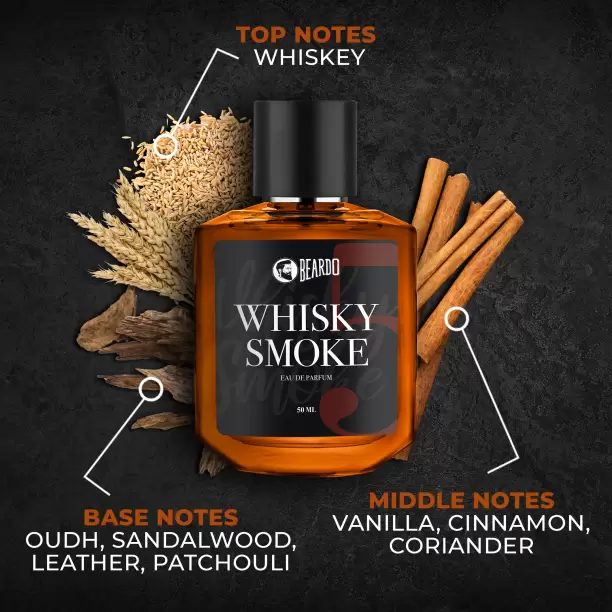 TOP NOTES
WHISKEY
BEARDO
WHISKY
SMOKE
EAU DE PARFUM
50 ML
5
BASE NOTES
OUDH, SANDALWOOD,
LEATHER, PATCHOULI
MIDDLE NOTES
VANILLA, CINNAMON,
CORIANDER